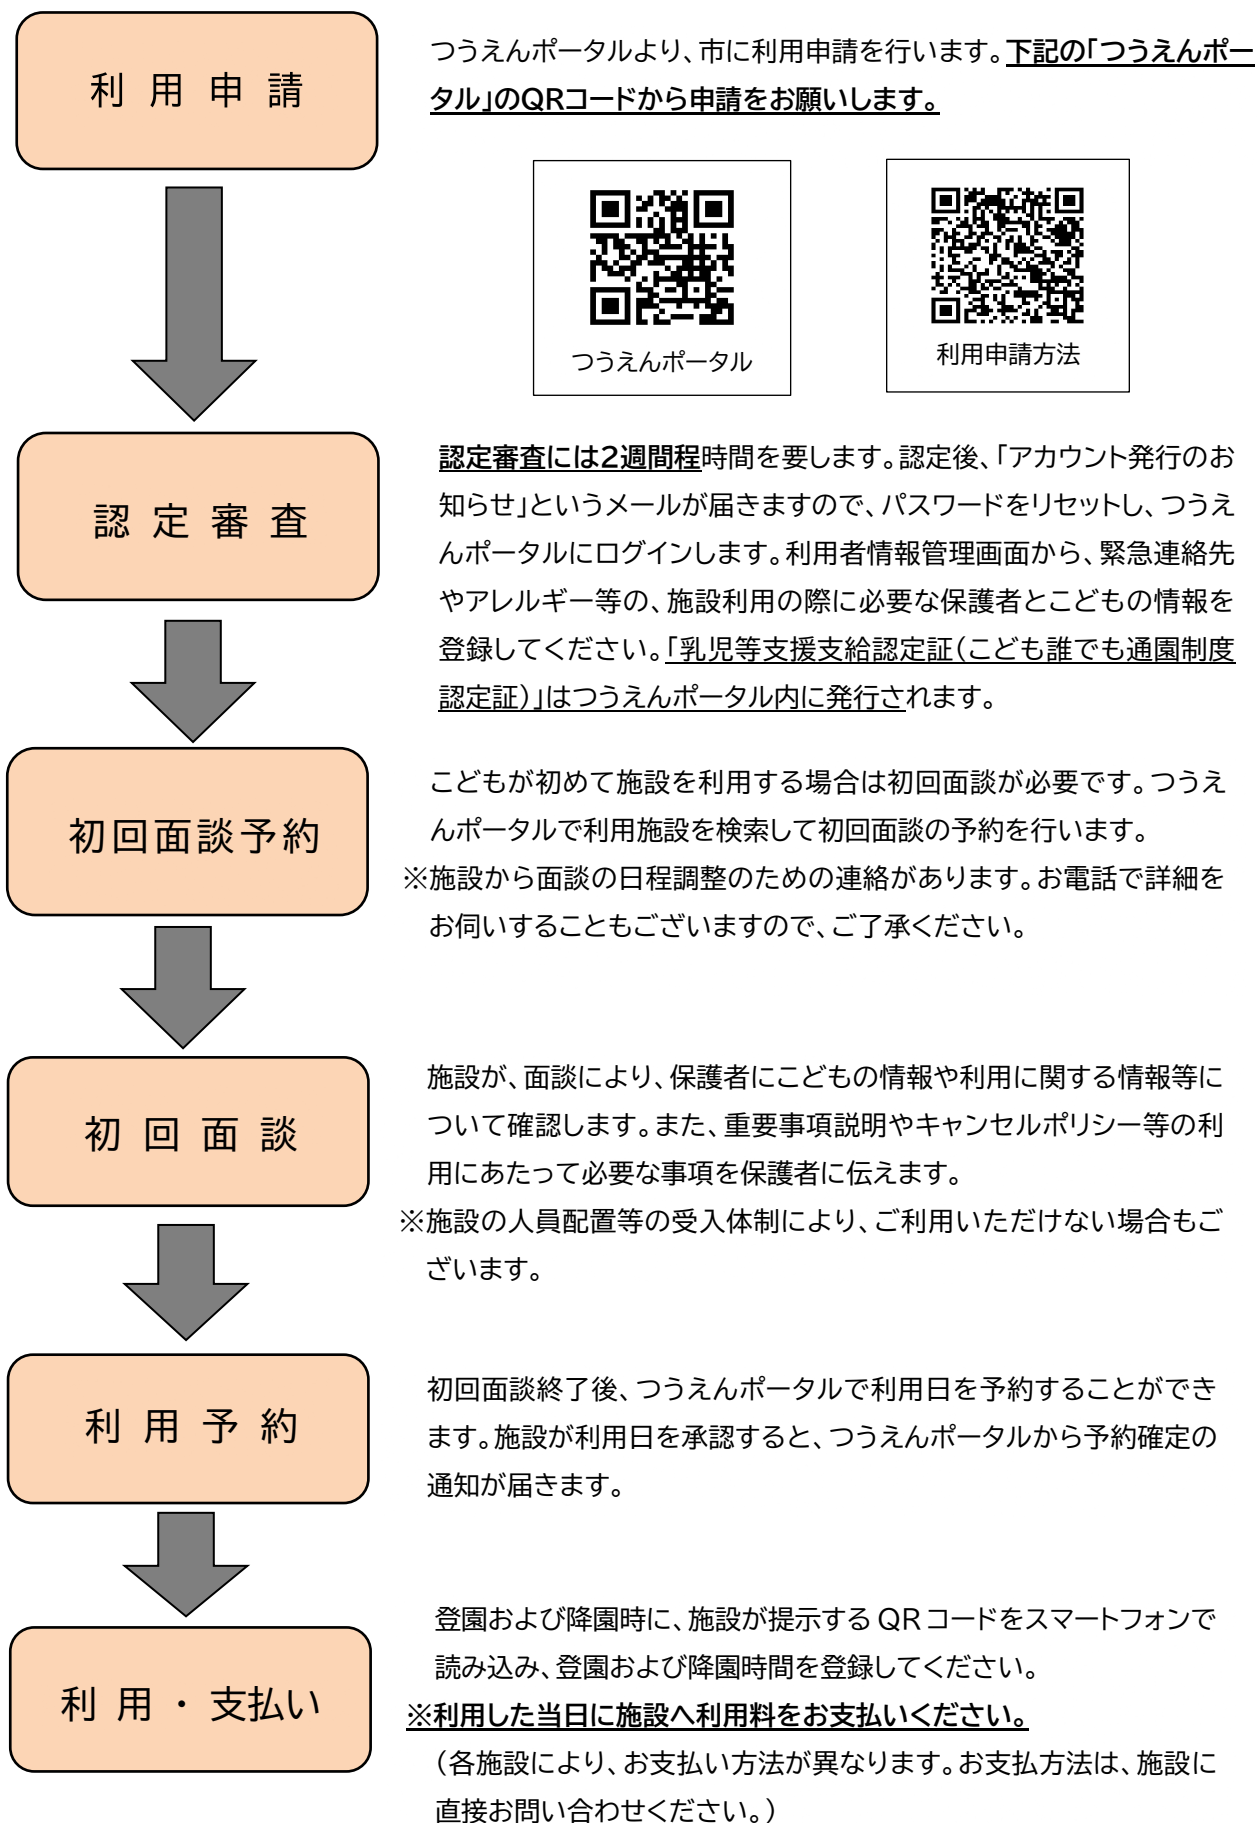 利用申請
つうえんポータルより、市に利用申請を行います。下記の「つうえんポー
タル」のQRコードから申請をお願いします。
つうえんポータル
利用申請方法
認定審査
認定審査には2週間程時間を要します。認定後、「アカウント発行のお
知らせ」というメールが届きますので、パスワードをリセットし、つうえ
んポータルにログインします。利用者情報管理画面から、緊急連絡先
やアレルギー等の、施設利用の際に必要な保護者とこどもの情報を
登録してください。「乳児等支援支給認定証(こども誰でも通園制度
認定証)」はつうえんポータル内に発行されます。
初回面談予約
こどもが初めて施設を利用する場合は初回面談が必要です。つうえ
んポータルで利用施設を検索して初回面談の予約を行います。
※施設から面談の日程調整のための連絡があります。お電話で詳細を
お伺いすることもございますので、ご了承ください。
初回面談
施設が、面談により、保護者にこどもの情報や利用に関する情報等に
ついて確認します。また、重要事項説明やキャンセルポリシー等の利
用にあたって必要な事項を保護者に伝えます。
※施設の人員配置等の受入体制により、ご利用いただけない場合もご
ざいます。
利用予約
初回面談終了後、つうえんポータルで利用日を予約することができ
ます。施設が利用日を承認すると、つうえんポータルから予約確定の
通知が届きます。
利用・支払い
登園および降園時に、施設が提示するQRコードをスマートフォンで
読み込み、登園および降園時間を登録してください。
※利用した当日に施設へ利用料をお支払いください。
(各施設により、お支払い方法が異なります。お支払方法は、施設に
直接お問い合わせください。)